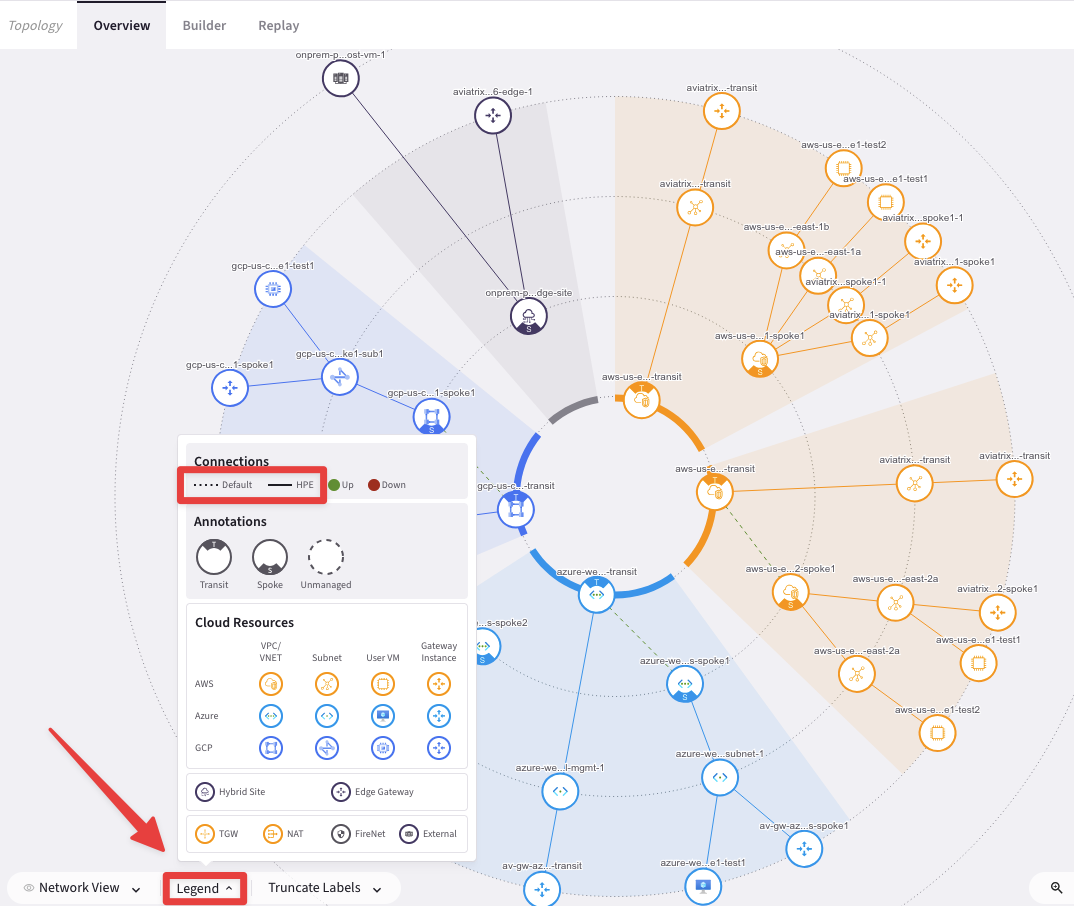 Topology
Overview
Builder
Replay
onprem-p...ost-vm-1
aviatrix...6-edge-1
aviatrix...-transit
aws-us-e...e1-test2
aws-us-e...e1-test1
aviatrix...-transit
aviatrix...spoke1-1
aws-us-e...-east-1b
aws-us-e...-east-1a
aviatrix...1-spoke1
gcp-us-c...e1-test1
aviatrix...spoke1-1
onprem-p...dge-site
S
aviatrix...1-spoke1
aws-us-e...1-spoke1
S
gcp-us-c...ke1-sub1
gcp-us-c...1-spoke1
aws-us-e...-transit
T
gcp-us-c...1-spoke1
S
aviatrix...-transit
aviatrix...-transit
aws-us-e...-transit
T
gcp-us-c...-transit
T
Connections
Default
HPE
Up
Down
Annotations
T
S
Transit
Spoke
Unmanaged
azure-we...-transit
T
aws-us-e...2-spoke1
S
aws-us-e...-east-2a
aviatrix...2-spoke1
...s-spoke2
S
aws-us-e...e1-test1
aws-us-e...-east-2a
azure-we...s-spoke1
S
aws-us-e...e1-test2
Cloud Resources
VPC/
VNET
Subnet
User VM
Gateway
Instance
AWS
Azure
GCP
Hybrid Site
Edge Gateway
TGW
NAT
FireNet
External
azure-we...subnet-1
azure-we...l-mgmt-1
av-gw-az...s-spoke1
av-gw-az...-transit
azure-we...e1-test1
Network View
Legend
Truncate Labels